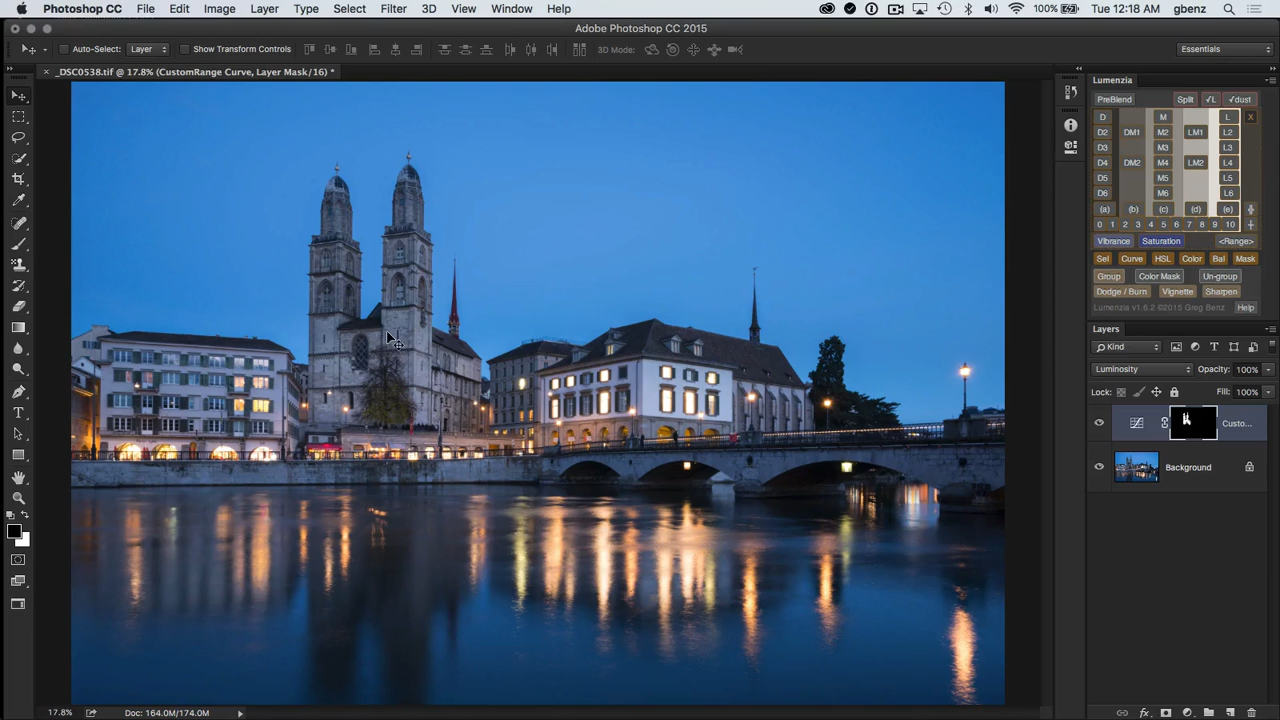 Photoshop CC File Edit Image Layer Type Select Filter 3D View Window Help 100% Tue 12:18 AM gbenz
Adobe Photoshop CC 2015
Auto-Select: Layer Show Transform Controls 3D Mode: Essentials
_DSC0538.tif @ 17.8% (CustomRange Curve, Layer Mask/16) *
Lumenzia
PreBlend Split √L √dust
D M L X
D2 DM1 M2 LM1 L2
D3 M3 L3
D4 DM2 M4 LM2 L4
D5 M5 L5
D6 M6 L6
(a) (b) (c) (d) (e)
0 1 2 3 4 5 6 7 8 9 10
Vibrance Saturation <Range>
Sel Curve HSL Color Bal Mask
Group Color Mask Un-group
Dodge / Burn Vignette Sharpen
Lumenzia v1.6.2 ©2015 Greg Benz Help
Layers
Kind
Luminosity Opacity: 100%
Lock: Fill: 100%
Custo...
Background
17.8% Doc: 164.0M/174.0M